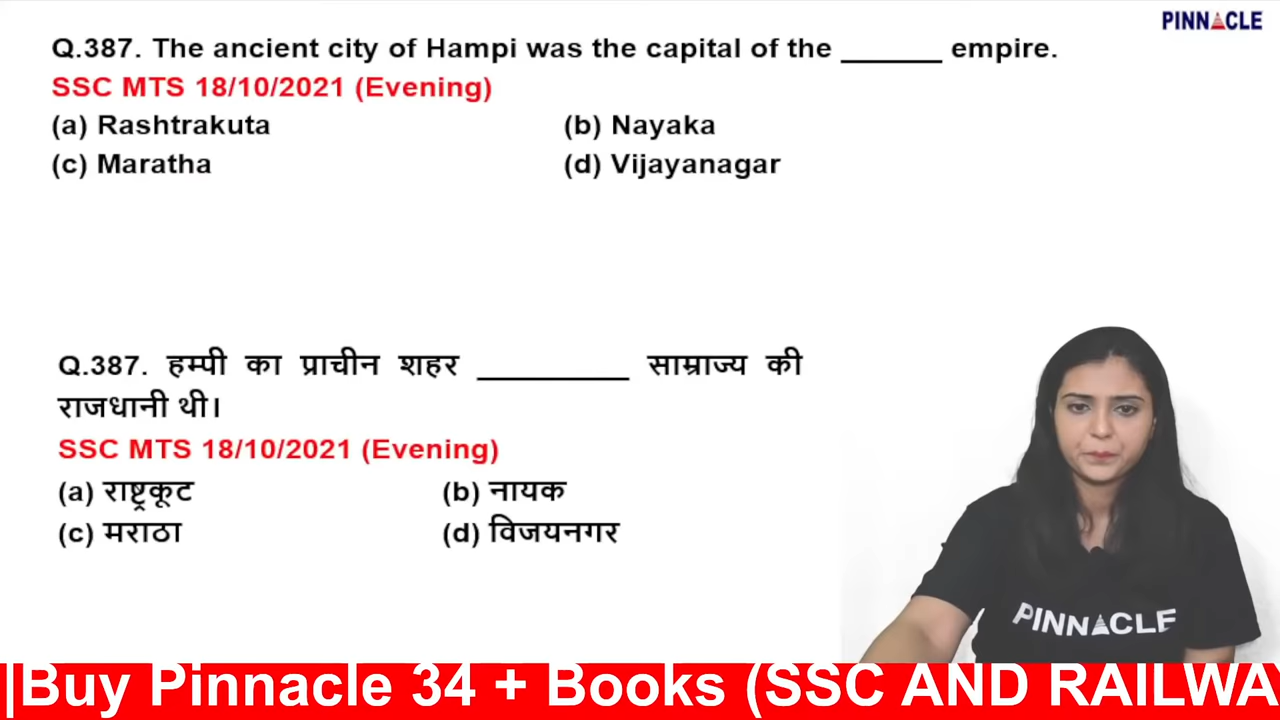 PINNACLE
Q.387. The ancient city of Hampi was the capital of the ______ empire.
SSC MTS 18/10/2021 (Evening)
(a) Rashtrakuta (b) Nayaka
(c) Maratha (d) Vijayanagar
Q.387. हम्पी का प्राचीन शहर _________ साम्राज्य की
राजधानी थी।
SSC MTS 18/10/2021 (Evening)
(a) राष्ट्रकूट (b) नायक
(c) मराठा (d) विजयनगर
PINNACLE
|Buy Pinnacle 34 + Books (SSC AND RAILWA